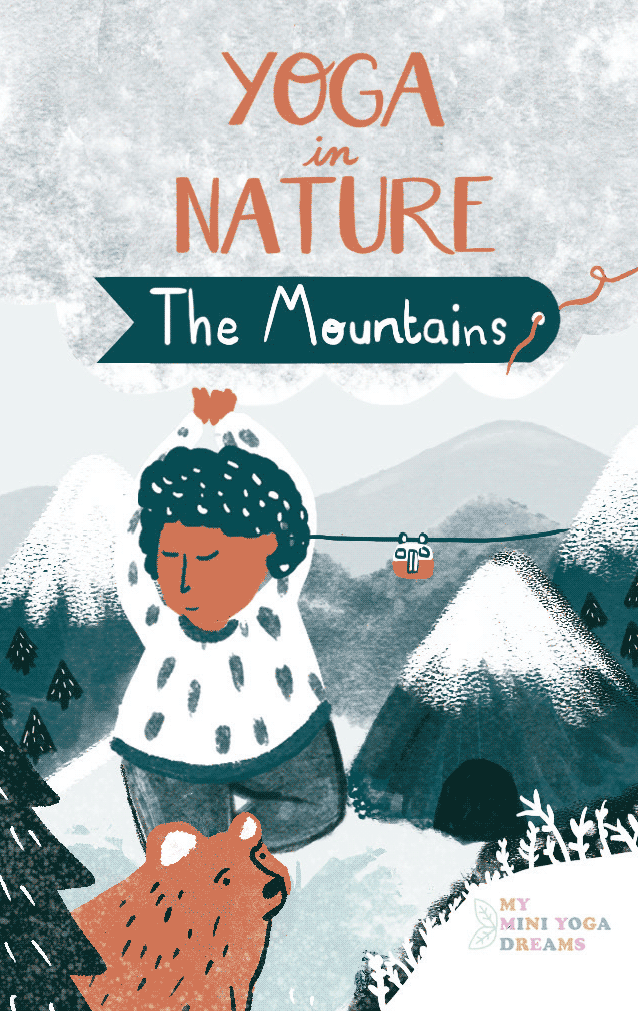 YOGA
in
NATURE
The Mountains
MY
MINI YOGA
DREAMS